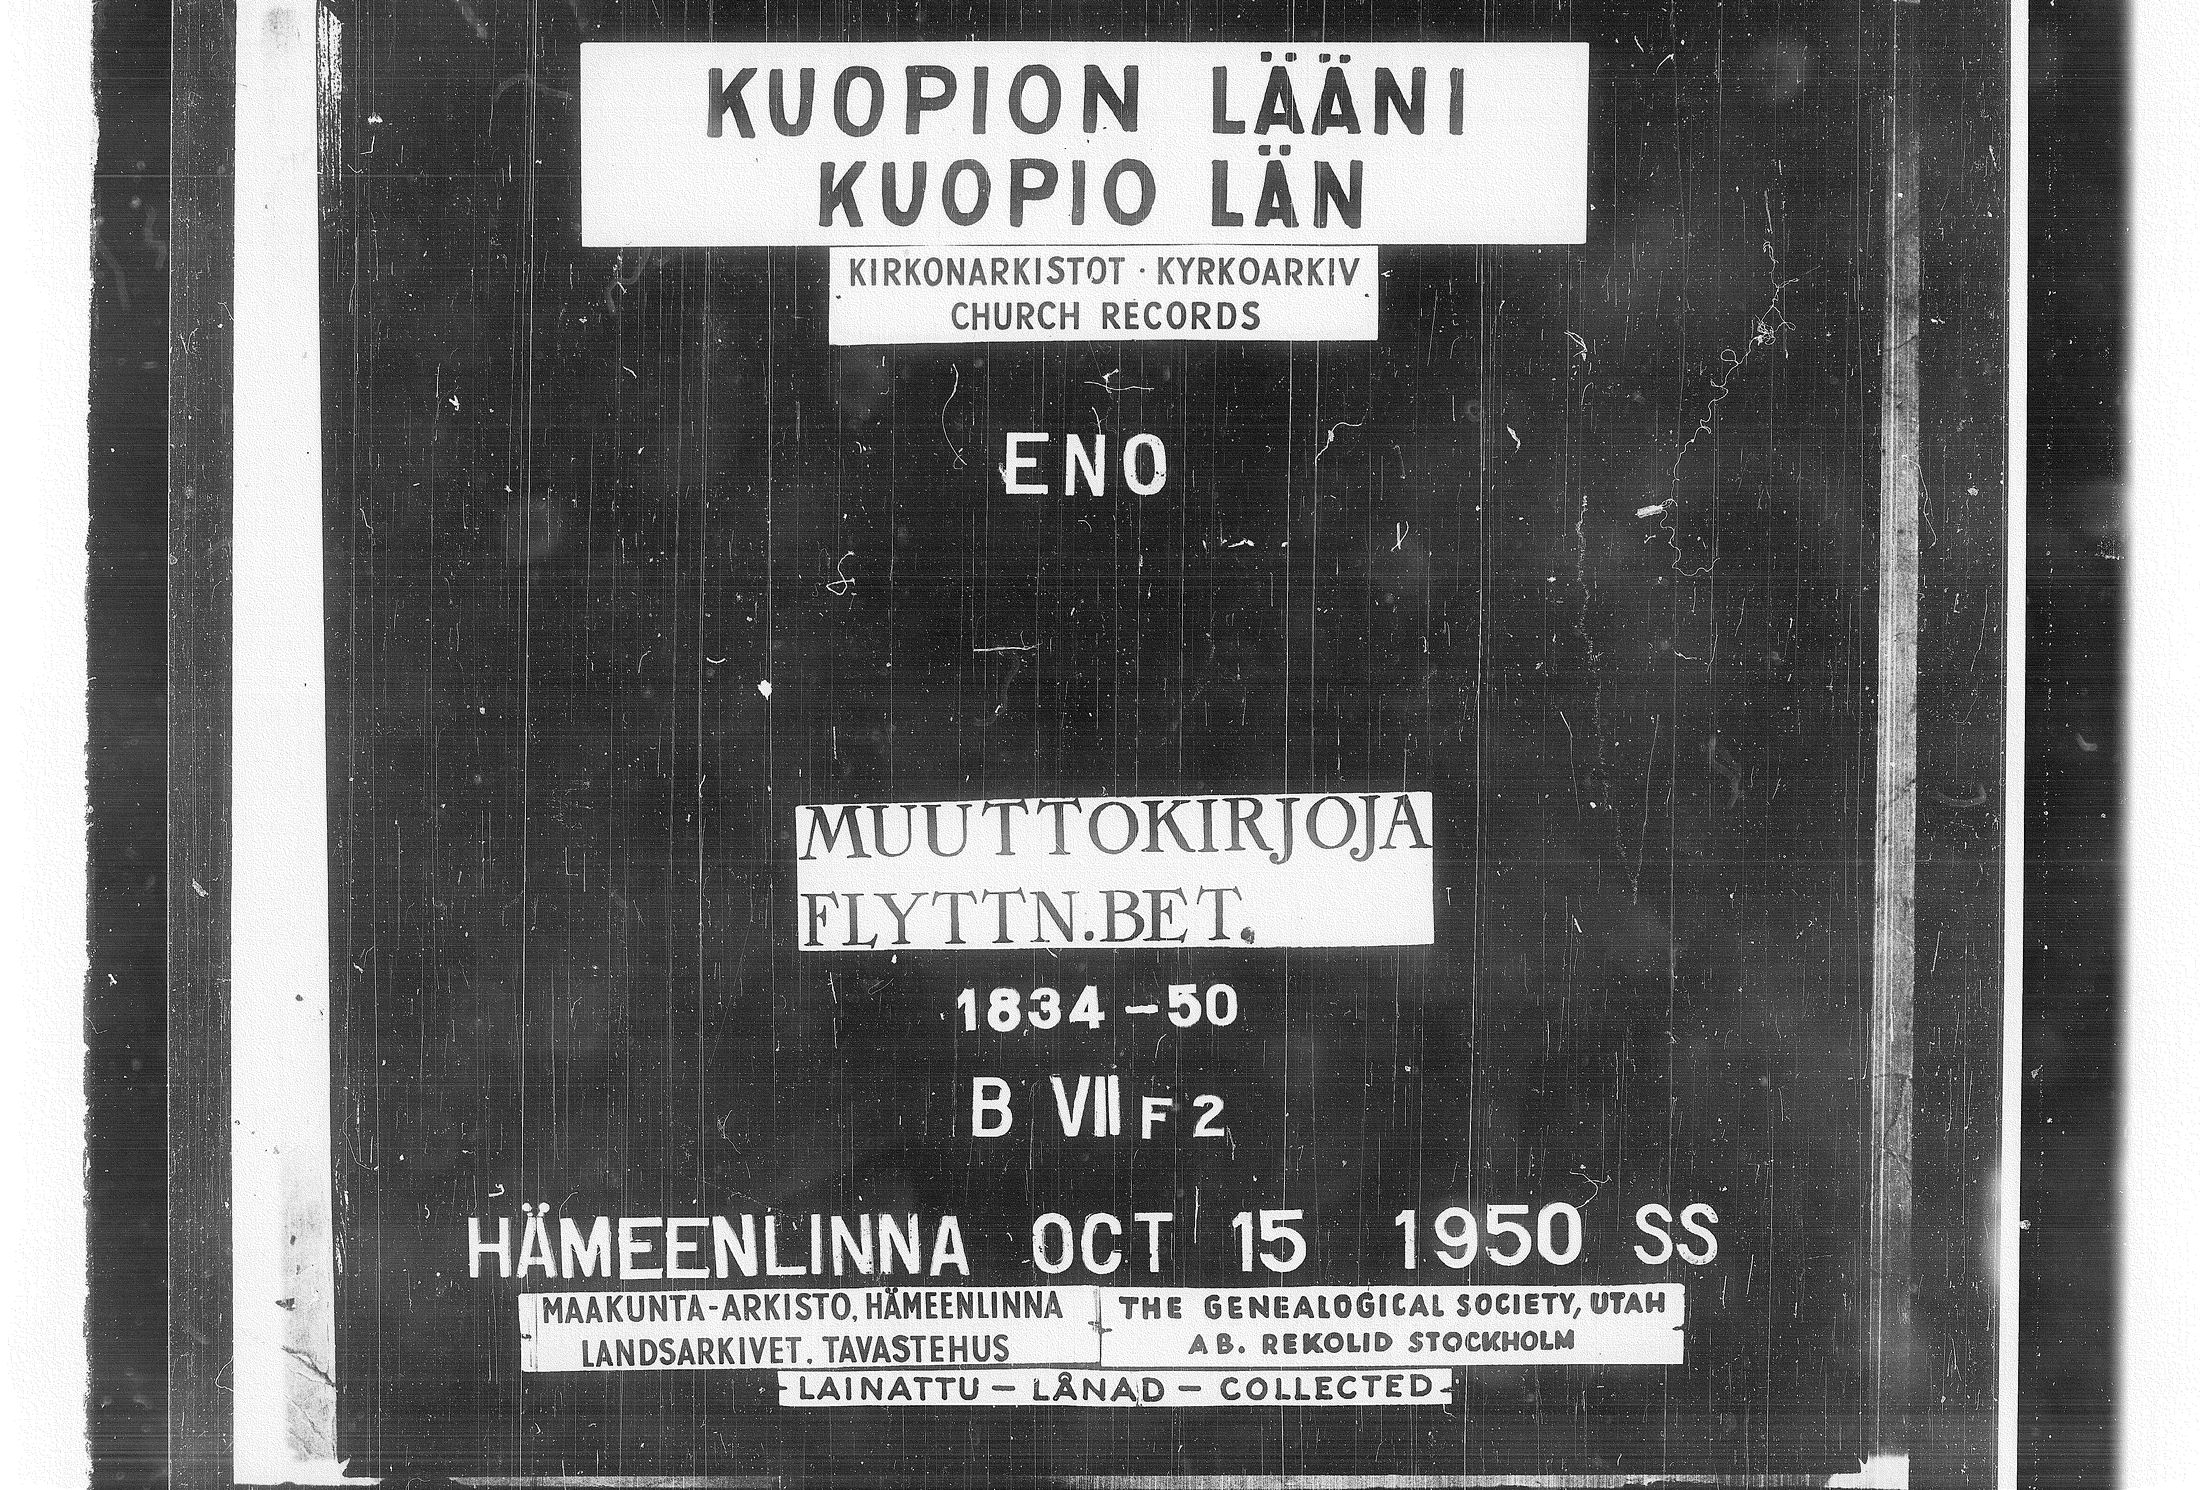 KUOPION LÄÄNI
KUOPIO LÄN
KIRKONARKISTOT · KYRKOARKIV
CHURCH RECORDS
ENO
MUUTTOKIRJOJA
FLYTTN.BET.
1834-50
B VII F 2
HÄMEENLINNA OCT 15 1950 SS
MAAKUNTA-ARKISTO, HÄMEENLINNA
LANDSARKIVET, TAVASTEHUS
THE GENEALOGICAL SOCIETY, UTAH
AB. REKOLID STOCKHOLM
-LAINATTU - LÅNAD - COLLECTED-